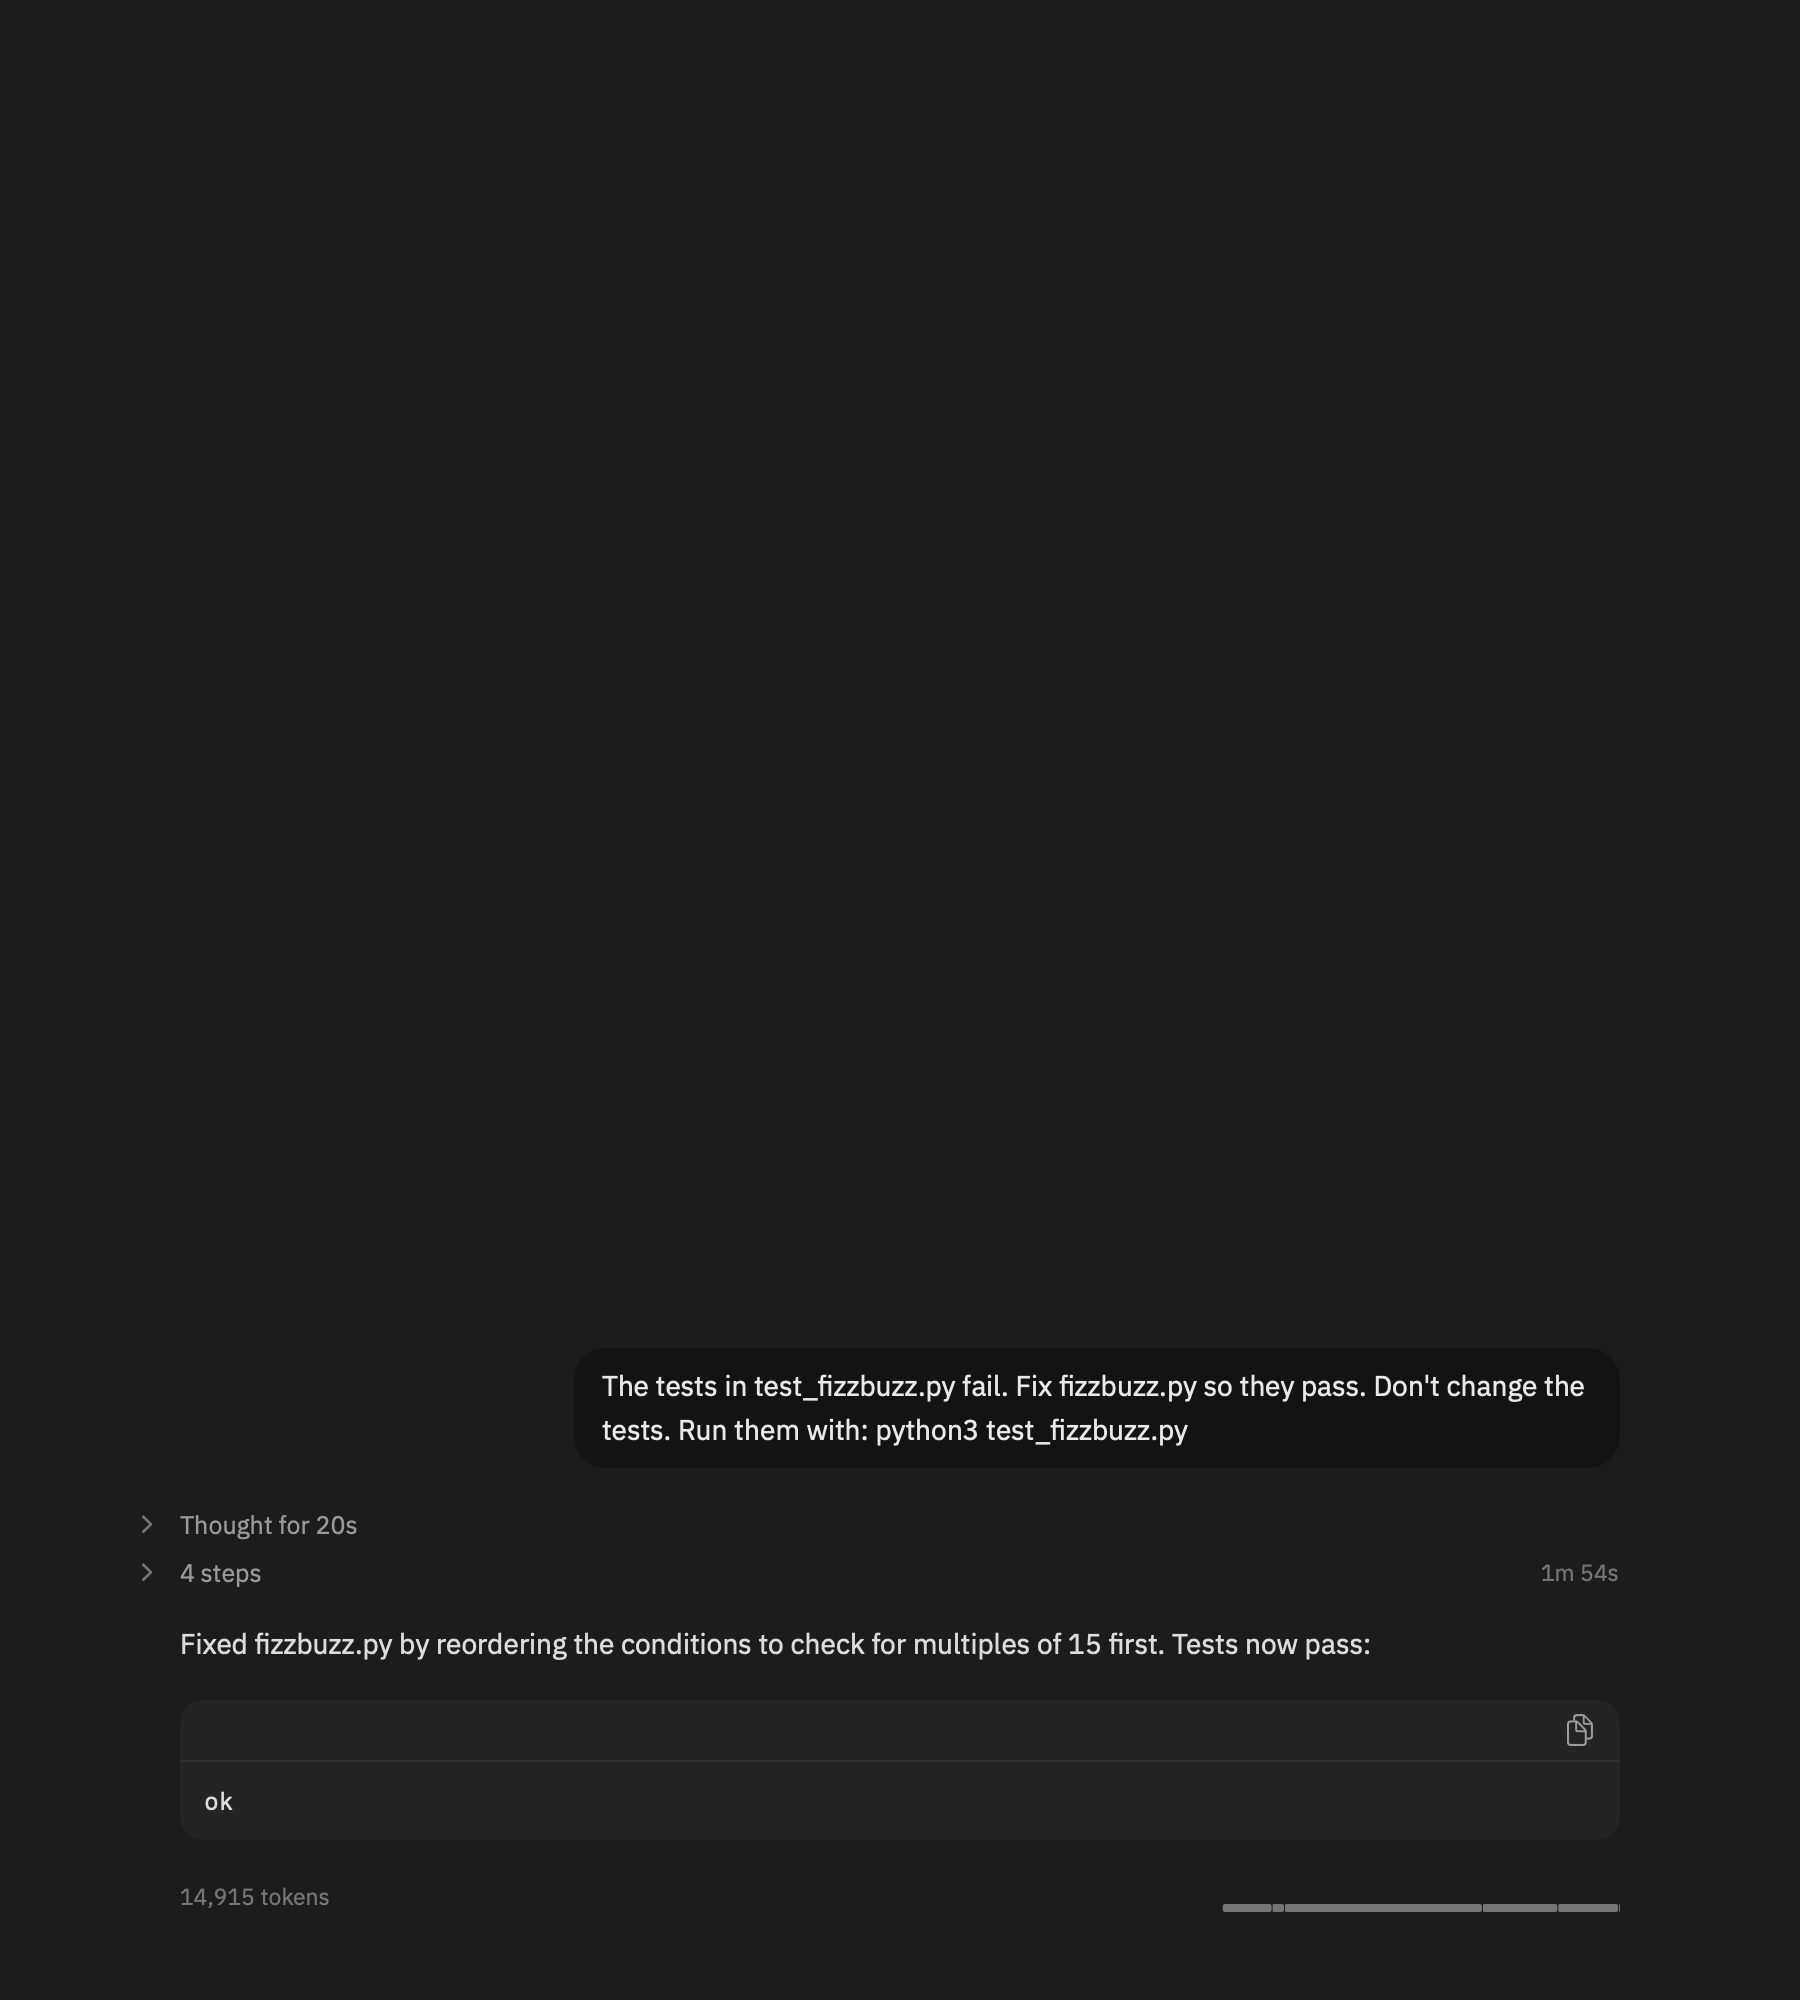 The tests in test_fizzbuzz.py fail. Fix fizzbuzz.py so they pass. Don't change the
tests. Run them with: python3 test_fizzbuzz.py
Thought for 20s
4 steps 1m 54s
Fixed fizzbuzz.py by reordering the conditions to check for multiples of 15 first. Tests now pass:
ok
14,915 tokens